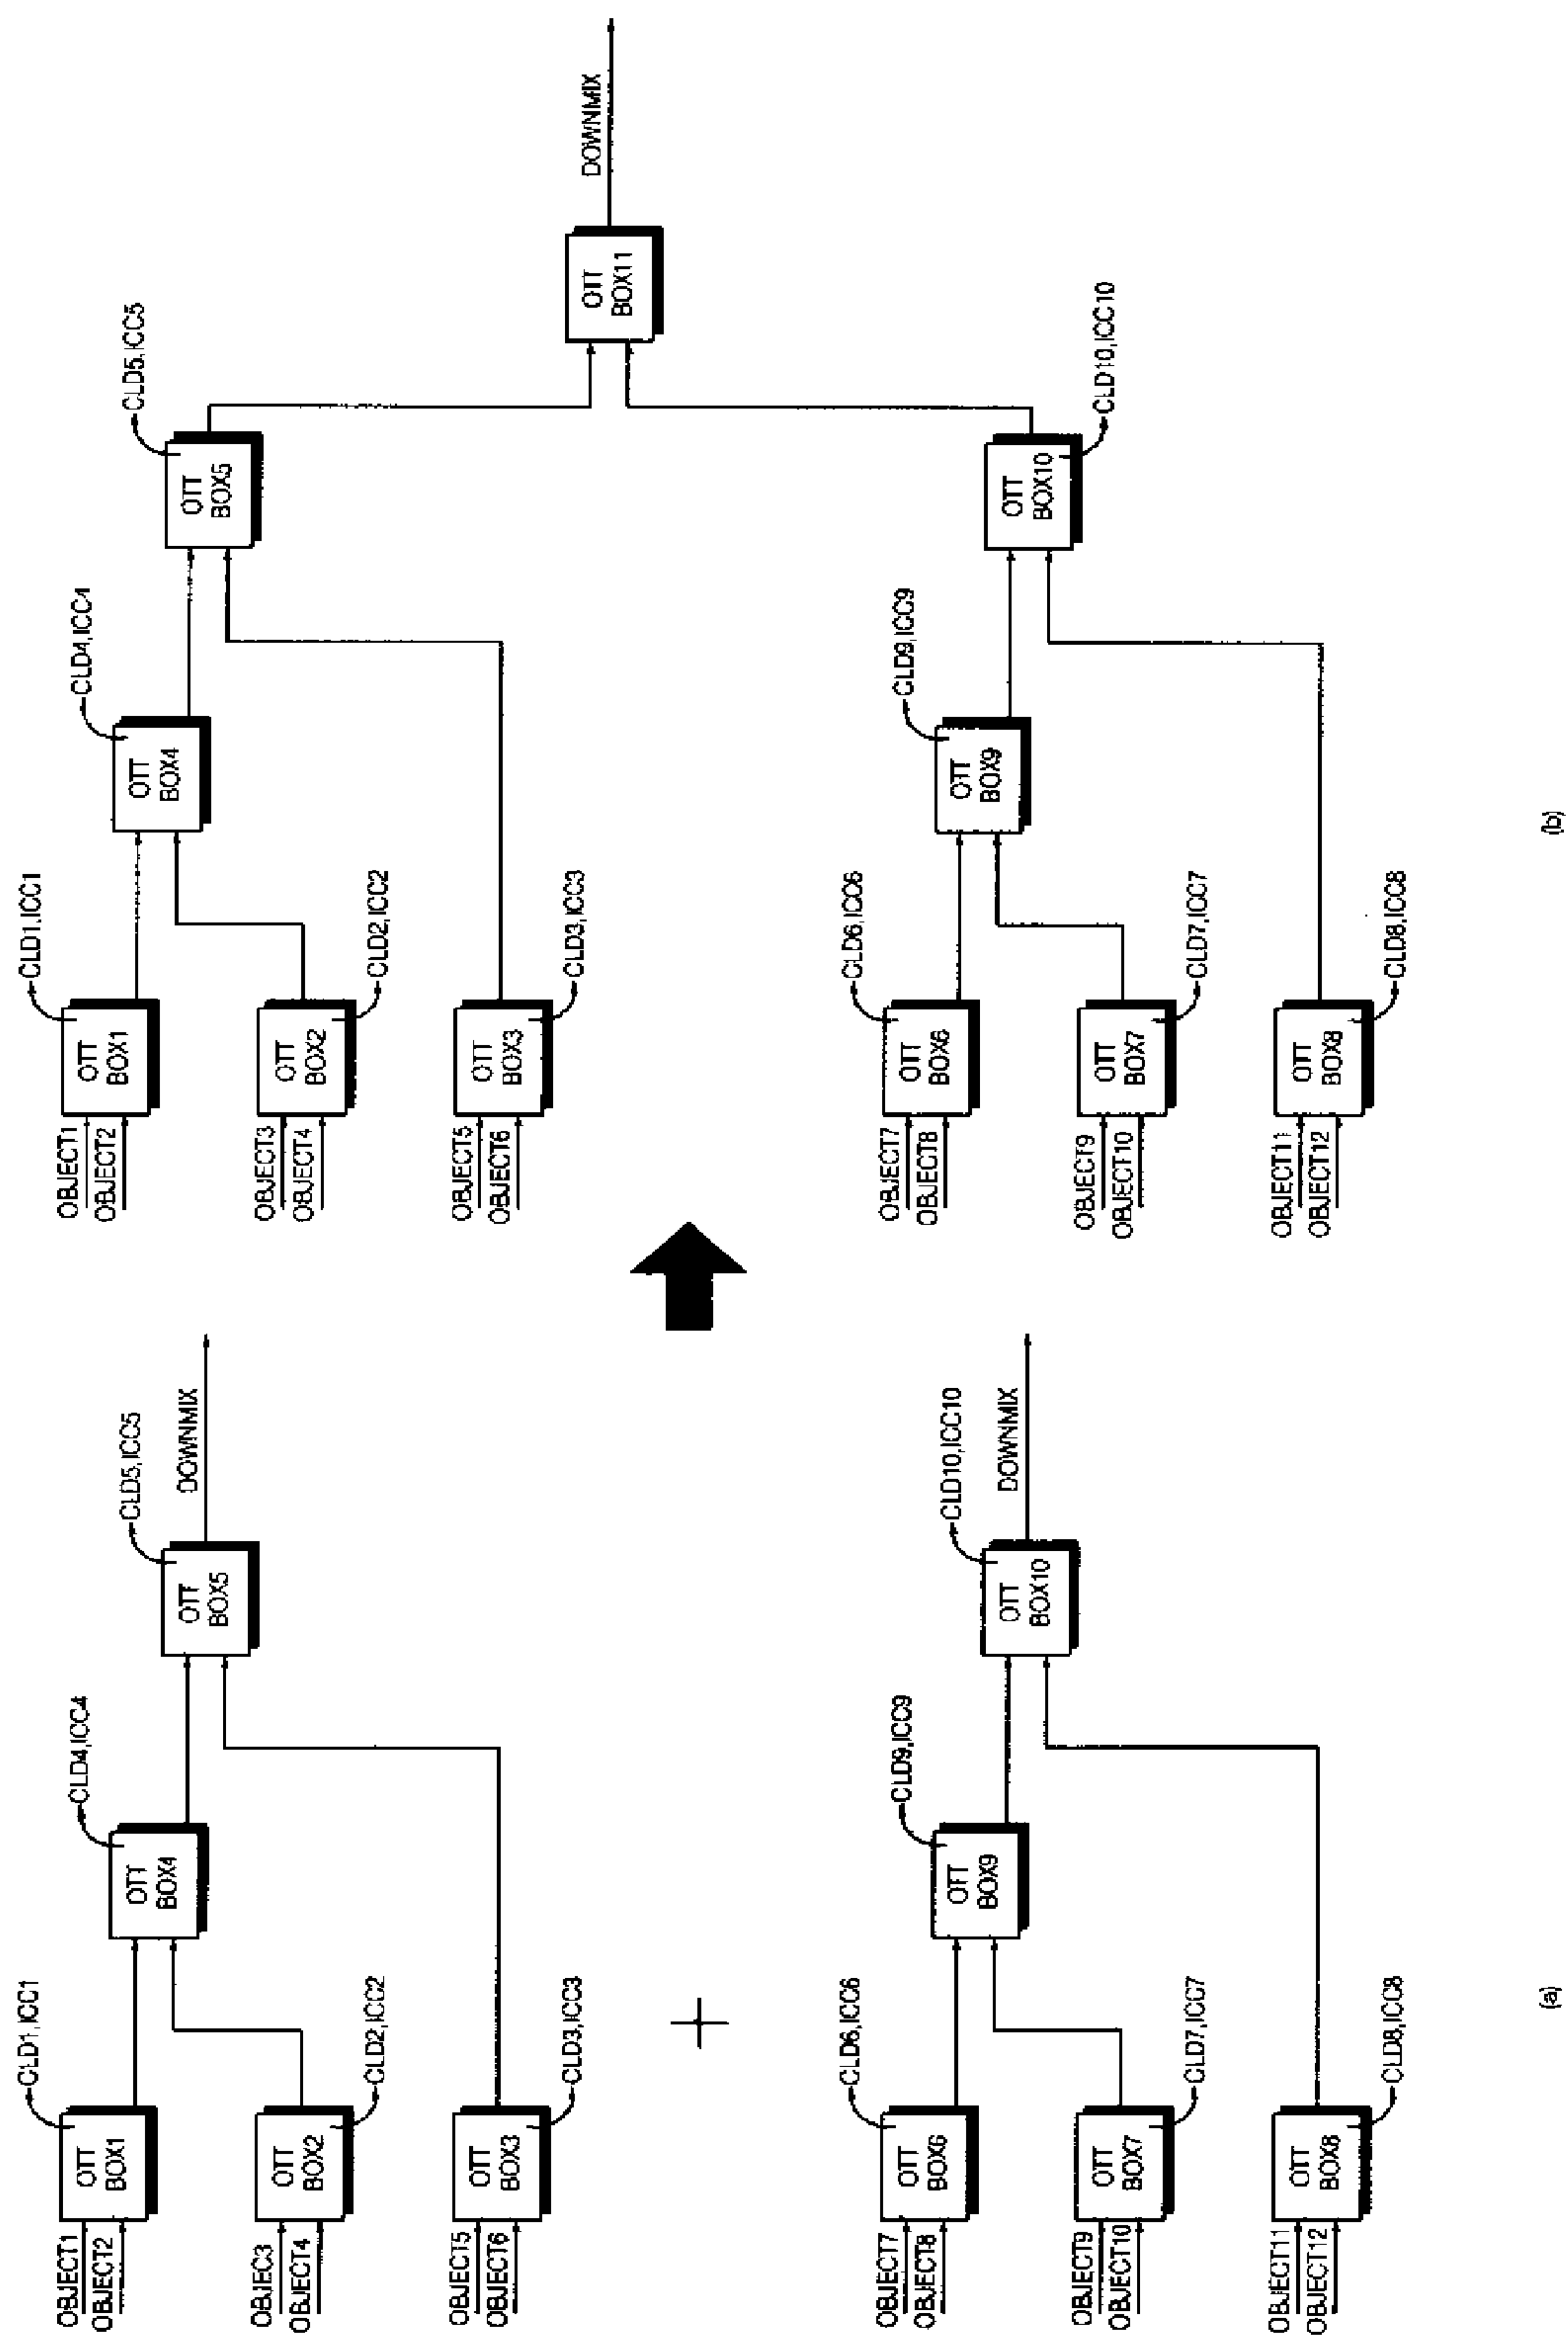 OBJECT1
OBJECT2
OTT
BOX1
CLD1,ICC1
OBJEC3
OBJECT4
OTT
BOX2
CLD2,ICC2
OBJECT5
OBJECT6
OTT
BOX3
CLD3,ICC3
OTT
BOX4
CLD4,ICC4
OTT
BOX5
CLD5,ICC5
DOWNMIX
OBJECT7
OBJECT8
OTT
BOX6
CLD6,ICC6
OBJECT9
OBJECT10
OTT
BOX7
CLD7,ICC7
OBJECT11
OBJECT12
OTT
BOX8
CLD8,ICC8
OTT
BOX9
CLD9,ICC9
OTT
BOX10
CLD10,ICC10
DOWNMIX
(a)
OBJECT1
OBJECT2
OTT
BOX1
CLD1,ICC1
OBJECT3
OBJECT4
OTT
BOX2
CLD2,ICC2
OBJECT5
OBJECT6
OTT
BOX3
CLD3,ICC3
OTT
BOX4
CLD4,ICC4
OTT
BOX5
CLD5,ICC5
OBJECT7
OBJECT8
OTT
BOX6
CLD6,ICC6
OBJECT9
OBJECT10
OTT
BOX7
CLD7,ICC7
OBJECT11
OBJECT12
OTT
BOX8
CLD8,ICC8
OTT
BOX9
CLD9,ICC9
OTT
BOX10
CLD10,ICC10
OTT
BOX11
DOWNMIX
(b)